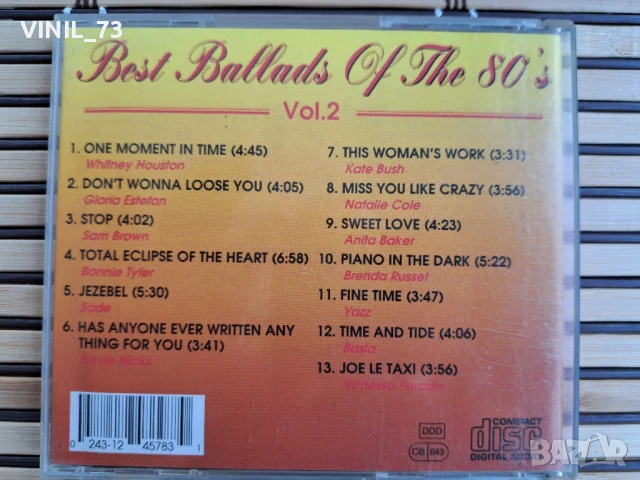 VINIL_73
Best Ballads Of The 80's
Vol.2
1. ONE MOMENT IN TIME (4:45)
Whitney Houston
2. DON'T WONNA LOOSE YOU (4:05)
Gloria Estefan
3. STOP (4:02)
Sam Brown
4. TOTAL ECLIPSE OF THE HEART (6:58)
Bonnie Tyler
5. JEZEBEL (5:30)
Sade
6. HAS ANYONE EVER WRITTEN ANY
THING FOR YOU (3:41)
Stevie Nicks
7. THIS WOMAN'S WORK (3:31)
Kate Bush
8. MISS YOU LIKE CRAZY (3:56)
Natalie Cole
9. SWEET LOVE (4:23)
Anita Baker
10. PIANO IN THE DARK (5:22)
Brenda Russel
11. FINE TIME (3:47)
Yazz
12. TIME AND TIDE (4:06)
Basia
13. JOE LE TAXI (3:56)
Vanessa Paradis
0 243-12 45783 1
DDD
CB 643
COMPACT
disc
DIGITAL AUDIO
BAZAR
bg